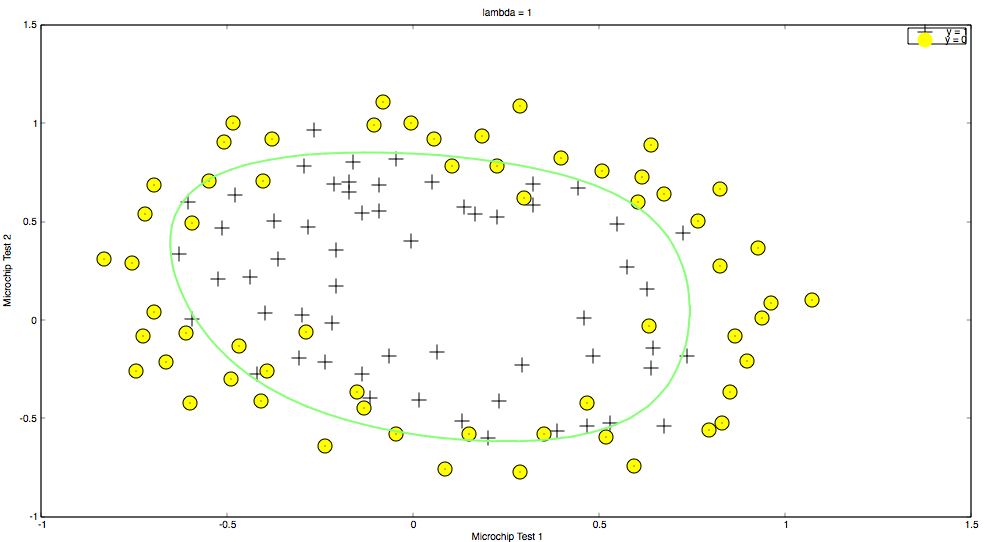 lambda = 1
1.5
y = 1
y = 0
1
0.5
0
-0.5
-1
Microchip Test 2
-1
-0.5
0
0.5
1
1.5
Microchip Test 1